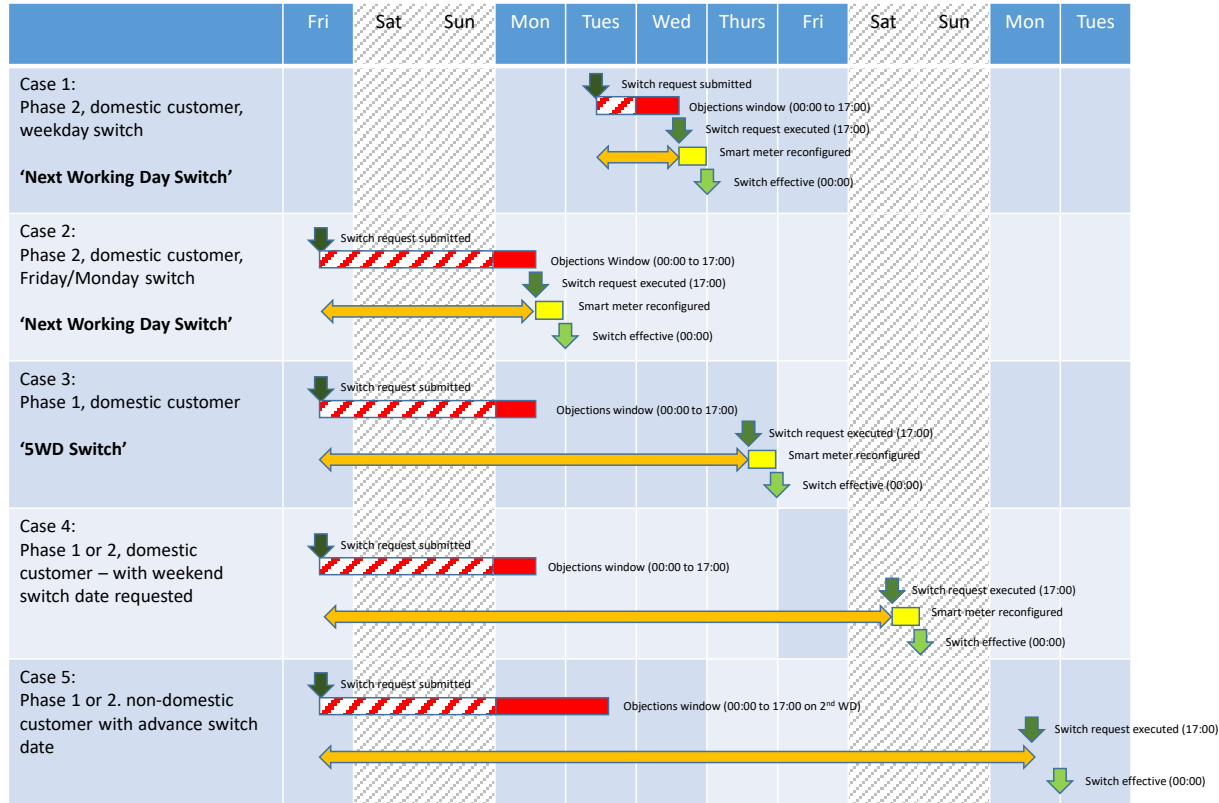 Fri Sat Sun Mon Tues Wed Thurs Fri Sat Sun Mon Tues
Case 1:
Phase 2, domestic customer,
weekday switch
‘Next Working Day Switch’
Switch request submitted
Objections window (00:00 to 17:00)
Switch request executed (17:00)
Smart meter reconfigured
Switch effective (00:00)
Case 2:
Phase 2, domestic customer,
Friday/Monday switch
‘Next Working Day Switch’
Switch request submitted
Objections Window (00:00 to 17:00)
Switch request executed (17:00)
Smart meter reconfigured
Switch effective (00:00)
Case 3:
Phase 1, domestic customer
‘5WD Switch’
Switch request submitted
Objections window (00:00 to 17:00)
Switch request executed (17:00)
Smart meter reconfigured
Switch effective (00:00)
Case 4:
Phase 1 or 2, domestic
customer – with weekend
switch date requested
Switch request submitted
Objections window (00:00 to 17:00)
Switch request executed (17:00)
Smart meter reconfigured
Switch effective (00:00)
Case 5:
Phase 1 or 2. non-domestic
customer with advance switch
date
Switch request submitted
Objections window (00:00 to 17:00 on 2nd WD)
Switch request executed (17:00)
Switch effective (00:00)